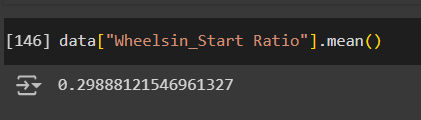 [146] data["Wheelsin_Start Ratio"].mean()
0.29888121546961327